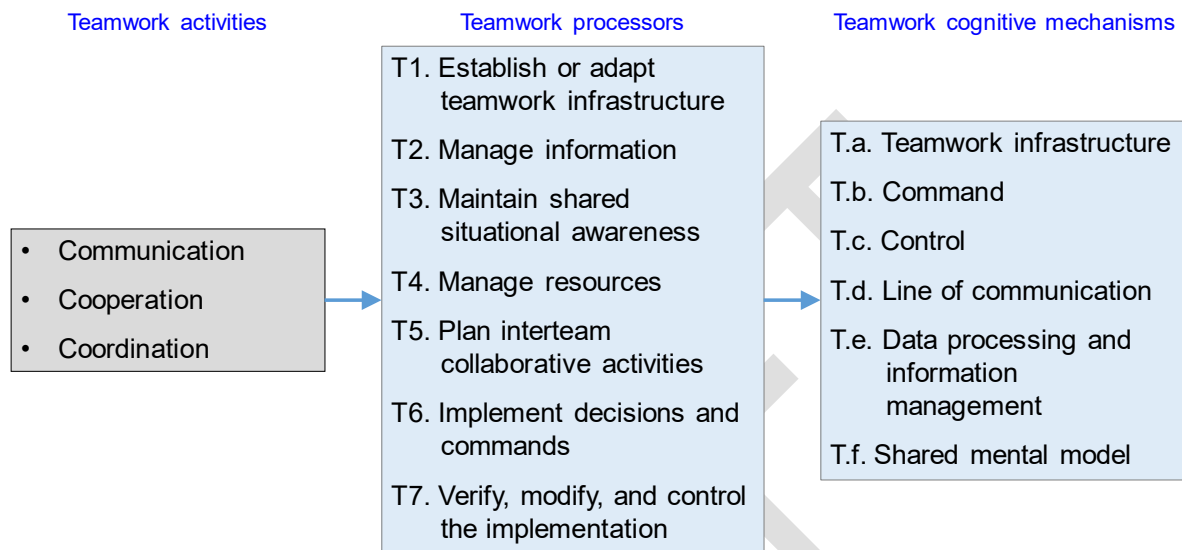 Teamwork activities
Teamwork processors
Teamwork cognitive mechanisms
• Communication
• Cooperation
• Coordination
T1. Establish or adapt
teamwork infrastructure
T2. Manage information
T3. Maintain shared
situational awareness
T4. Manage resources
T5. Plan interteam
collaborative activities
T6. Implement decisions and
commands
T7. Verify, modify, and control
the implementation
T.a. Teamwork infrastructure
T.b. Command
T.c. Control
T.d. Line of communication
T.e. Data processing and
information
management
T.f. Shared mental model